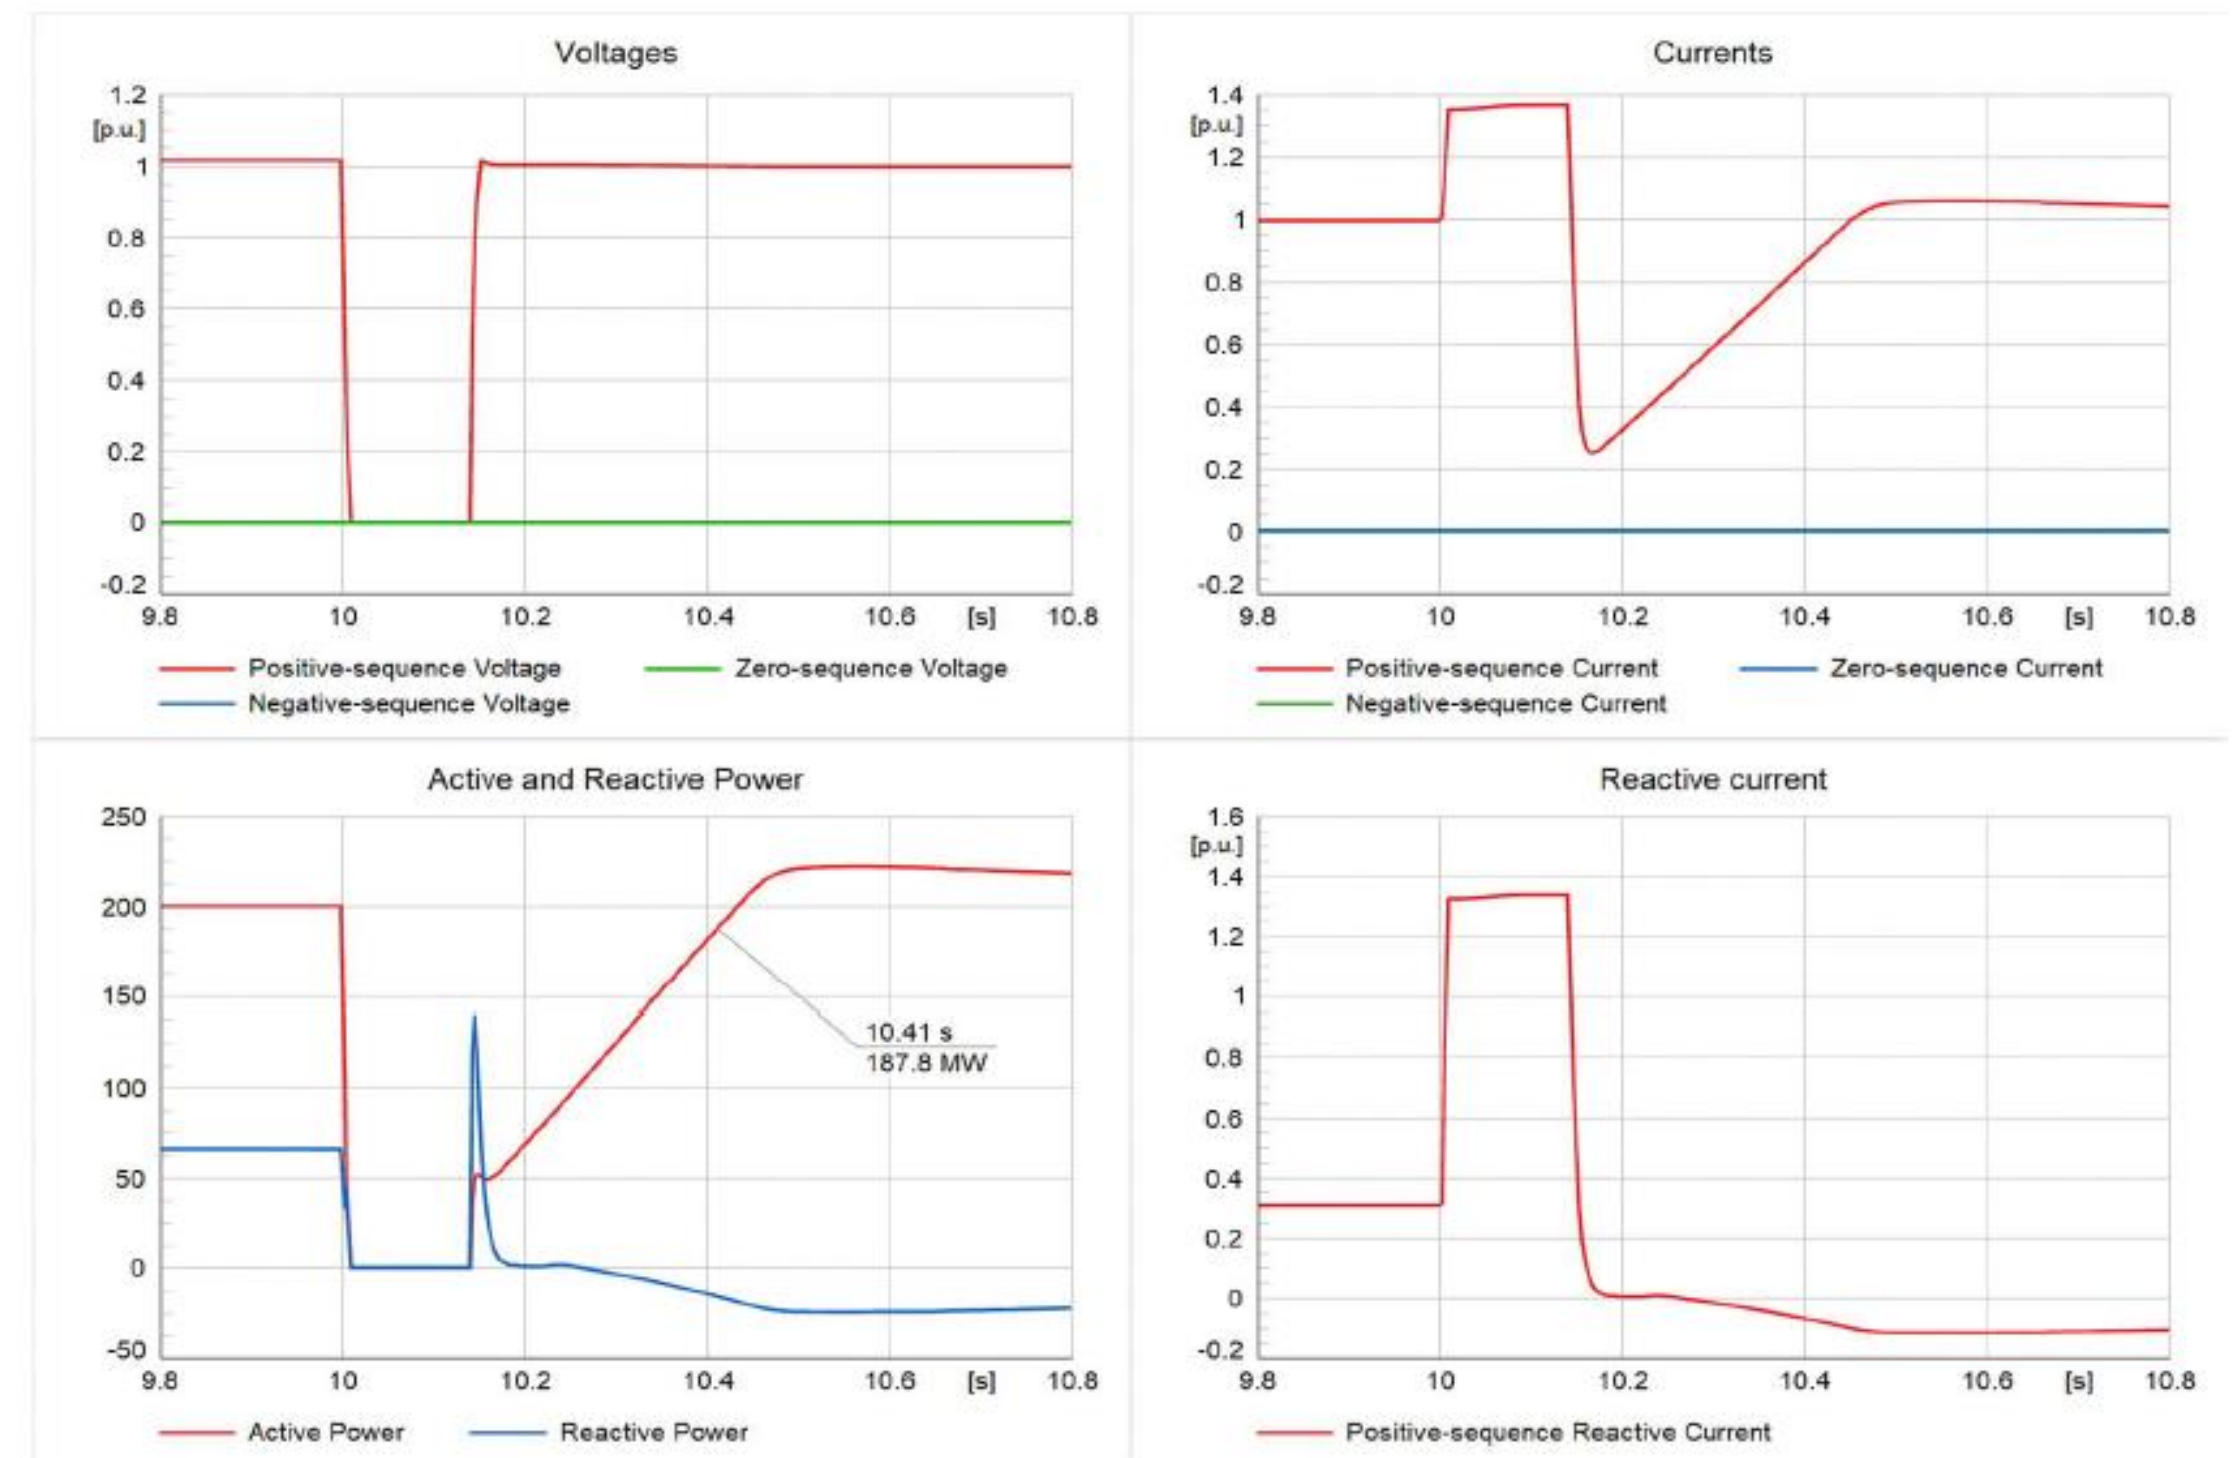 Voltages
1.2
[p.u.]
1
0.8
0.6
0.4
0.2
0
-0.2
9.8 10 10.2 10.4 10.6 [s] 10.8
Positive-sequence Voltage Zero-sequence Voltage
Negative-sequence Voltage
Currents
1.4
[p.u.]
1.2
1
0.8
0.6
0.4
0.2
0
-0.2
9.8 10 10.2 10.4 10.6 [s] 10.8
Positive-sequence Current Zero-sequence Current
Negative-sequence Current
Active and Reactive Power
250
200
150
100
50
0
-50
10.41 s
187.8 MW
9.8 10 10.2 10.4 10.6 [s] 10.8
Active Power Reactive Power
Reactive current
1.6
[p.u.]
1.4
1.2
1
0.8
0.6
0.4
0.2
0
-0.2
9.8 10 10.2 10.4 10.6 [s] 10.8
Positive-sequence Reactive Current